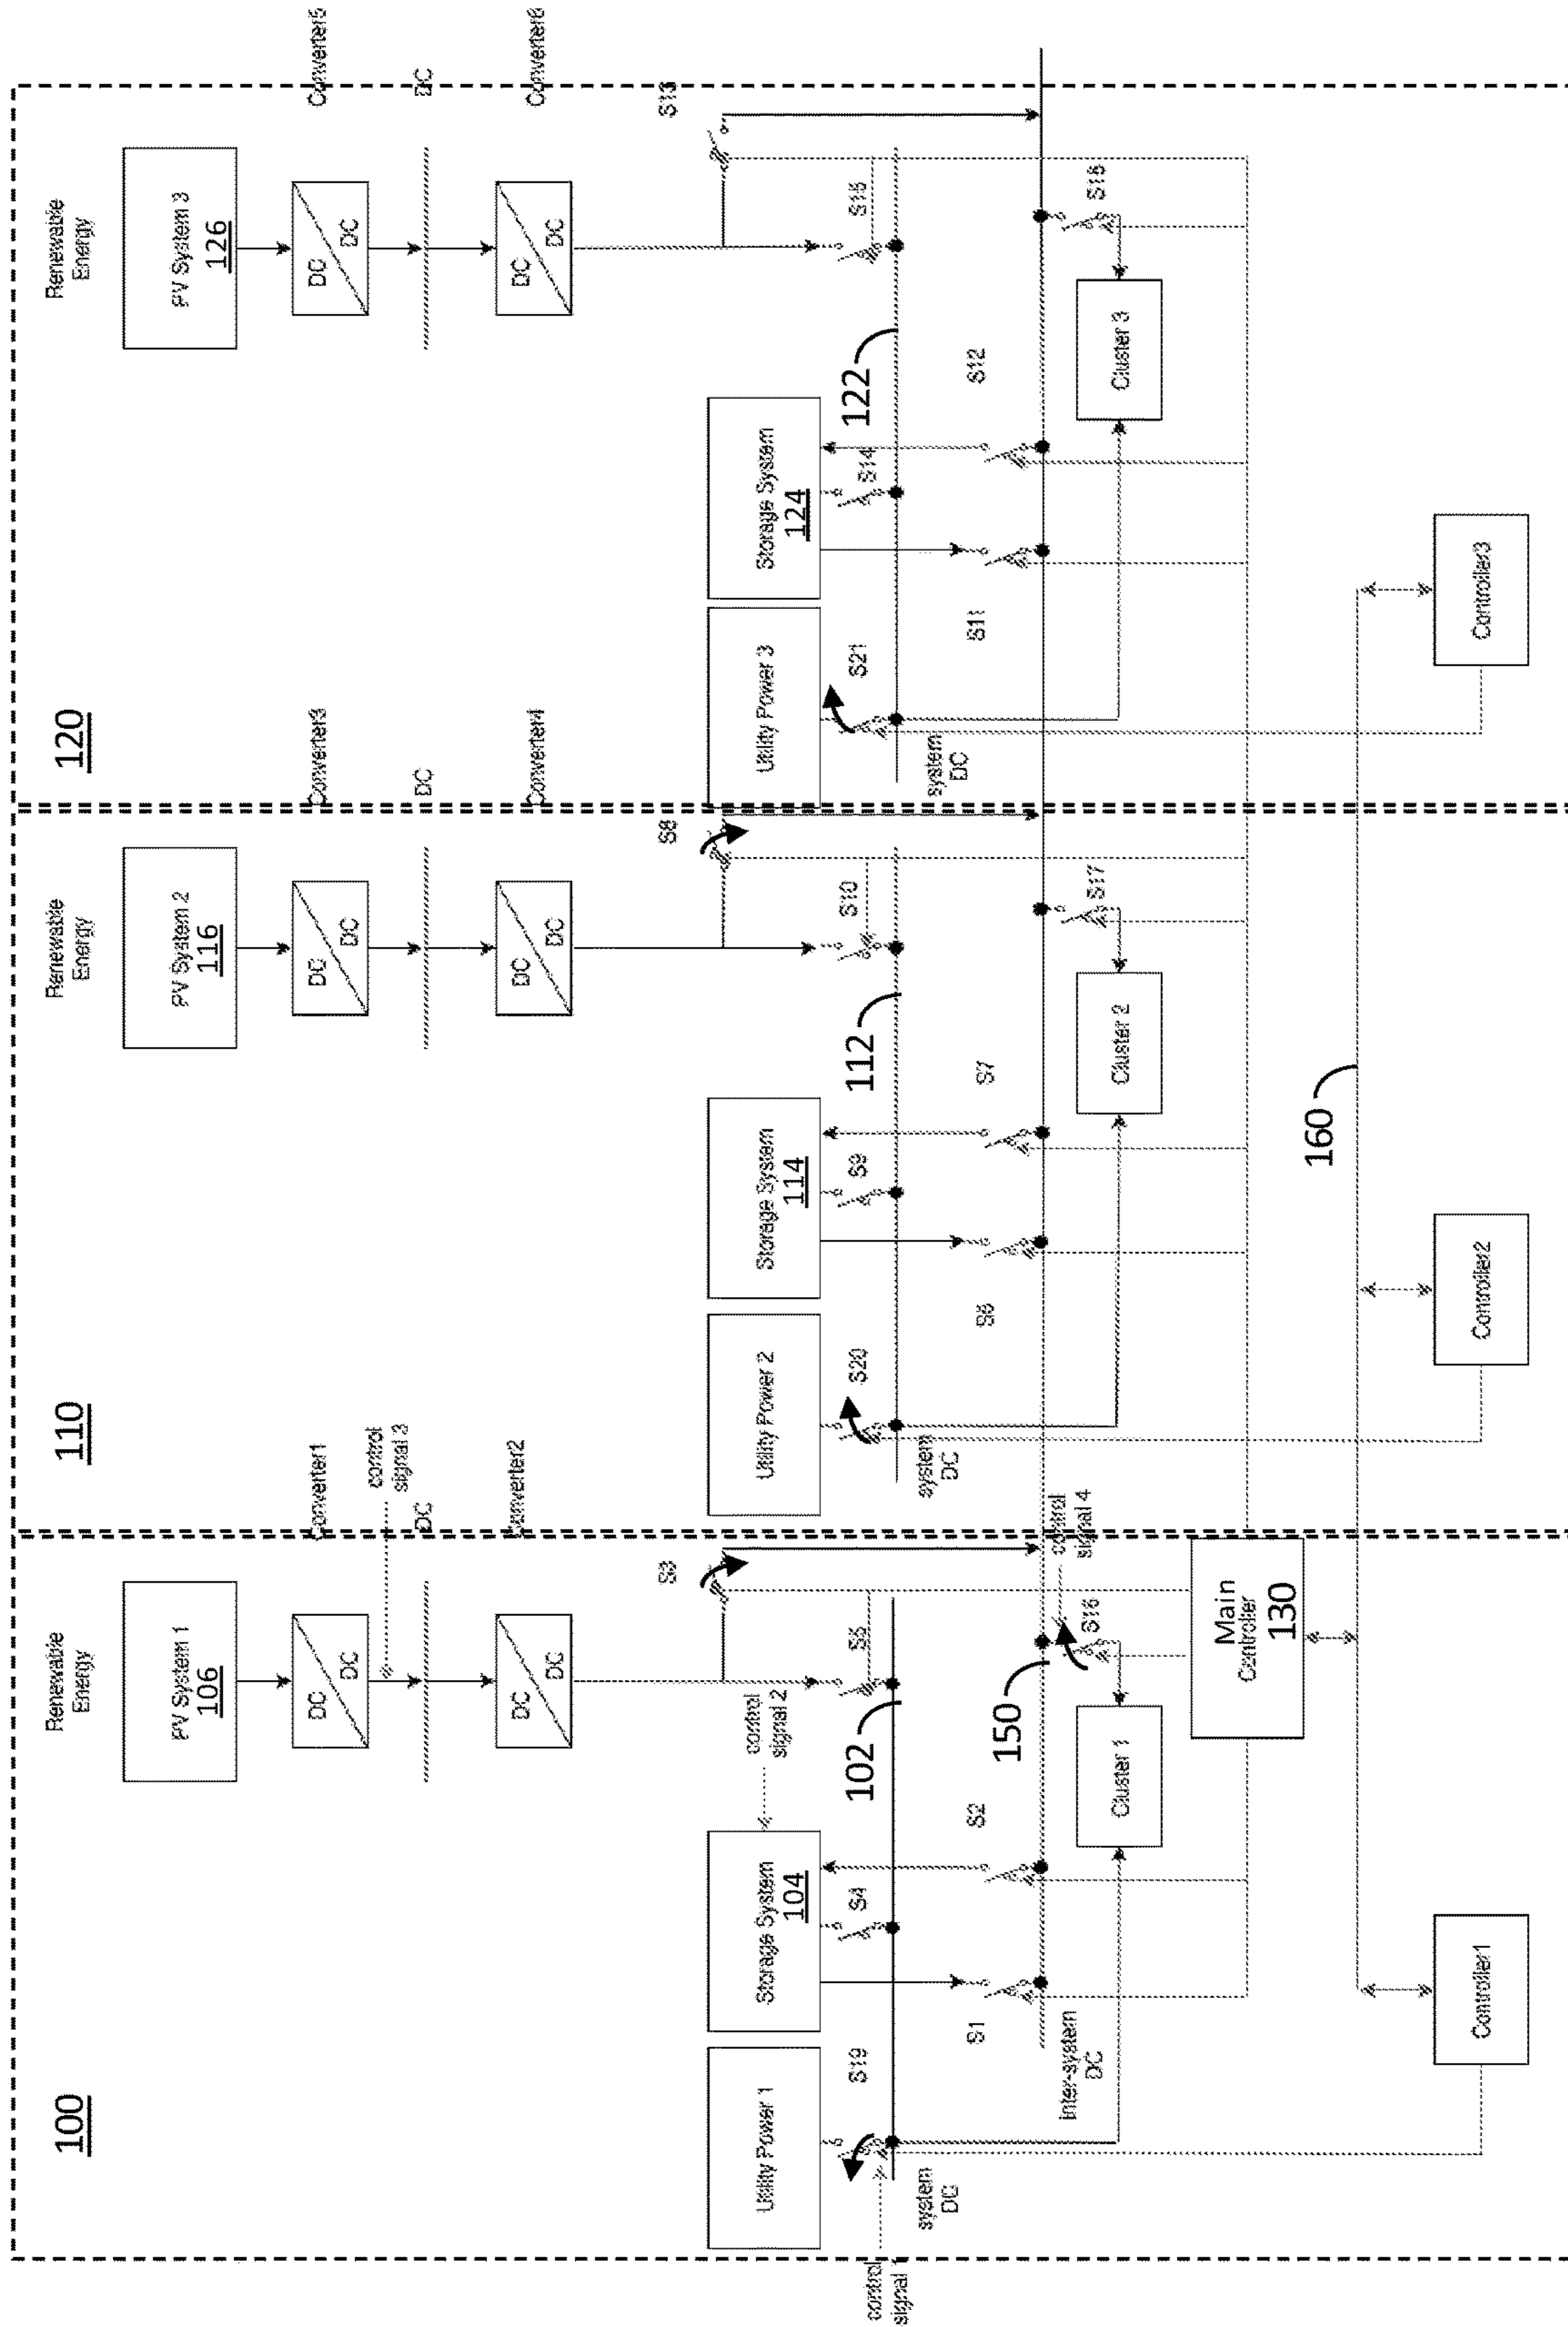 100
110
120
Renewable
Energy
PV System 1
106
DC
DC
Converter1
control
signal 3
DC
DC
DC
Converter2
S3
Utility Power 1
Storage System
104
control
signal 2
S19
S4
S5
102
control
signal 1
system
DC
S1
S2
150
Inter-system
DC
control
signal 4
S16
Cluster 1
Main
Controller
130
Controller1
Renewable
Energy
PV System 2
116
DC
DC
Converter3
DC
DC
DC
Converter4
S8
Utility Power 2
Storage System
114
S20
S9
S10
112
system
DC
S6
S7
S17
Cluster 2
160
Controller2
Renewable
Energy
PV System 3
126
DC
DC
Converter5
DC
DC
DC
Converter6
S13
Utility Power 3
Storage System
124
S21
S14
S15
122
system
DC
S11
S12
S18
Cluster 3
Controller3